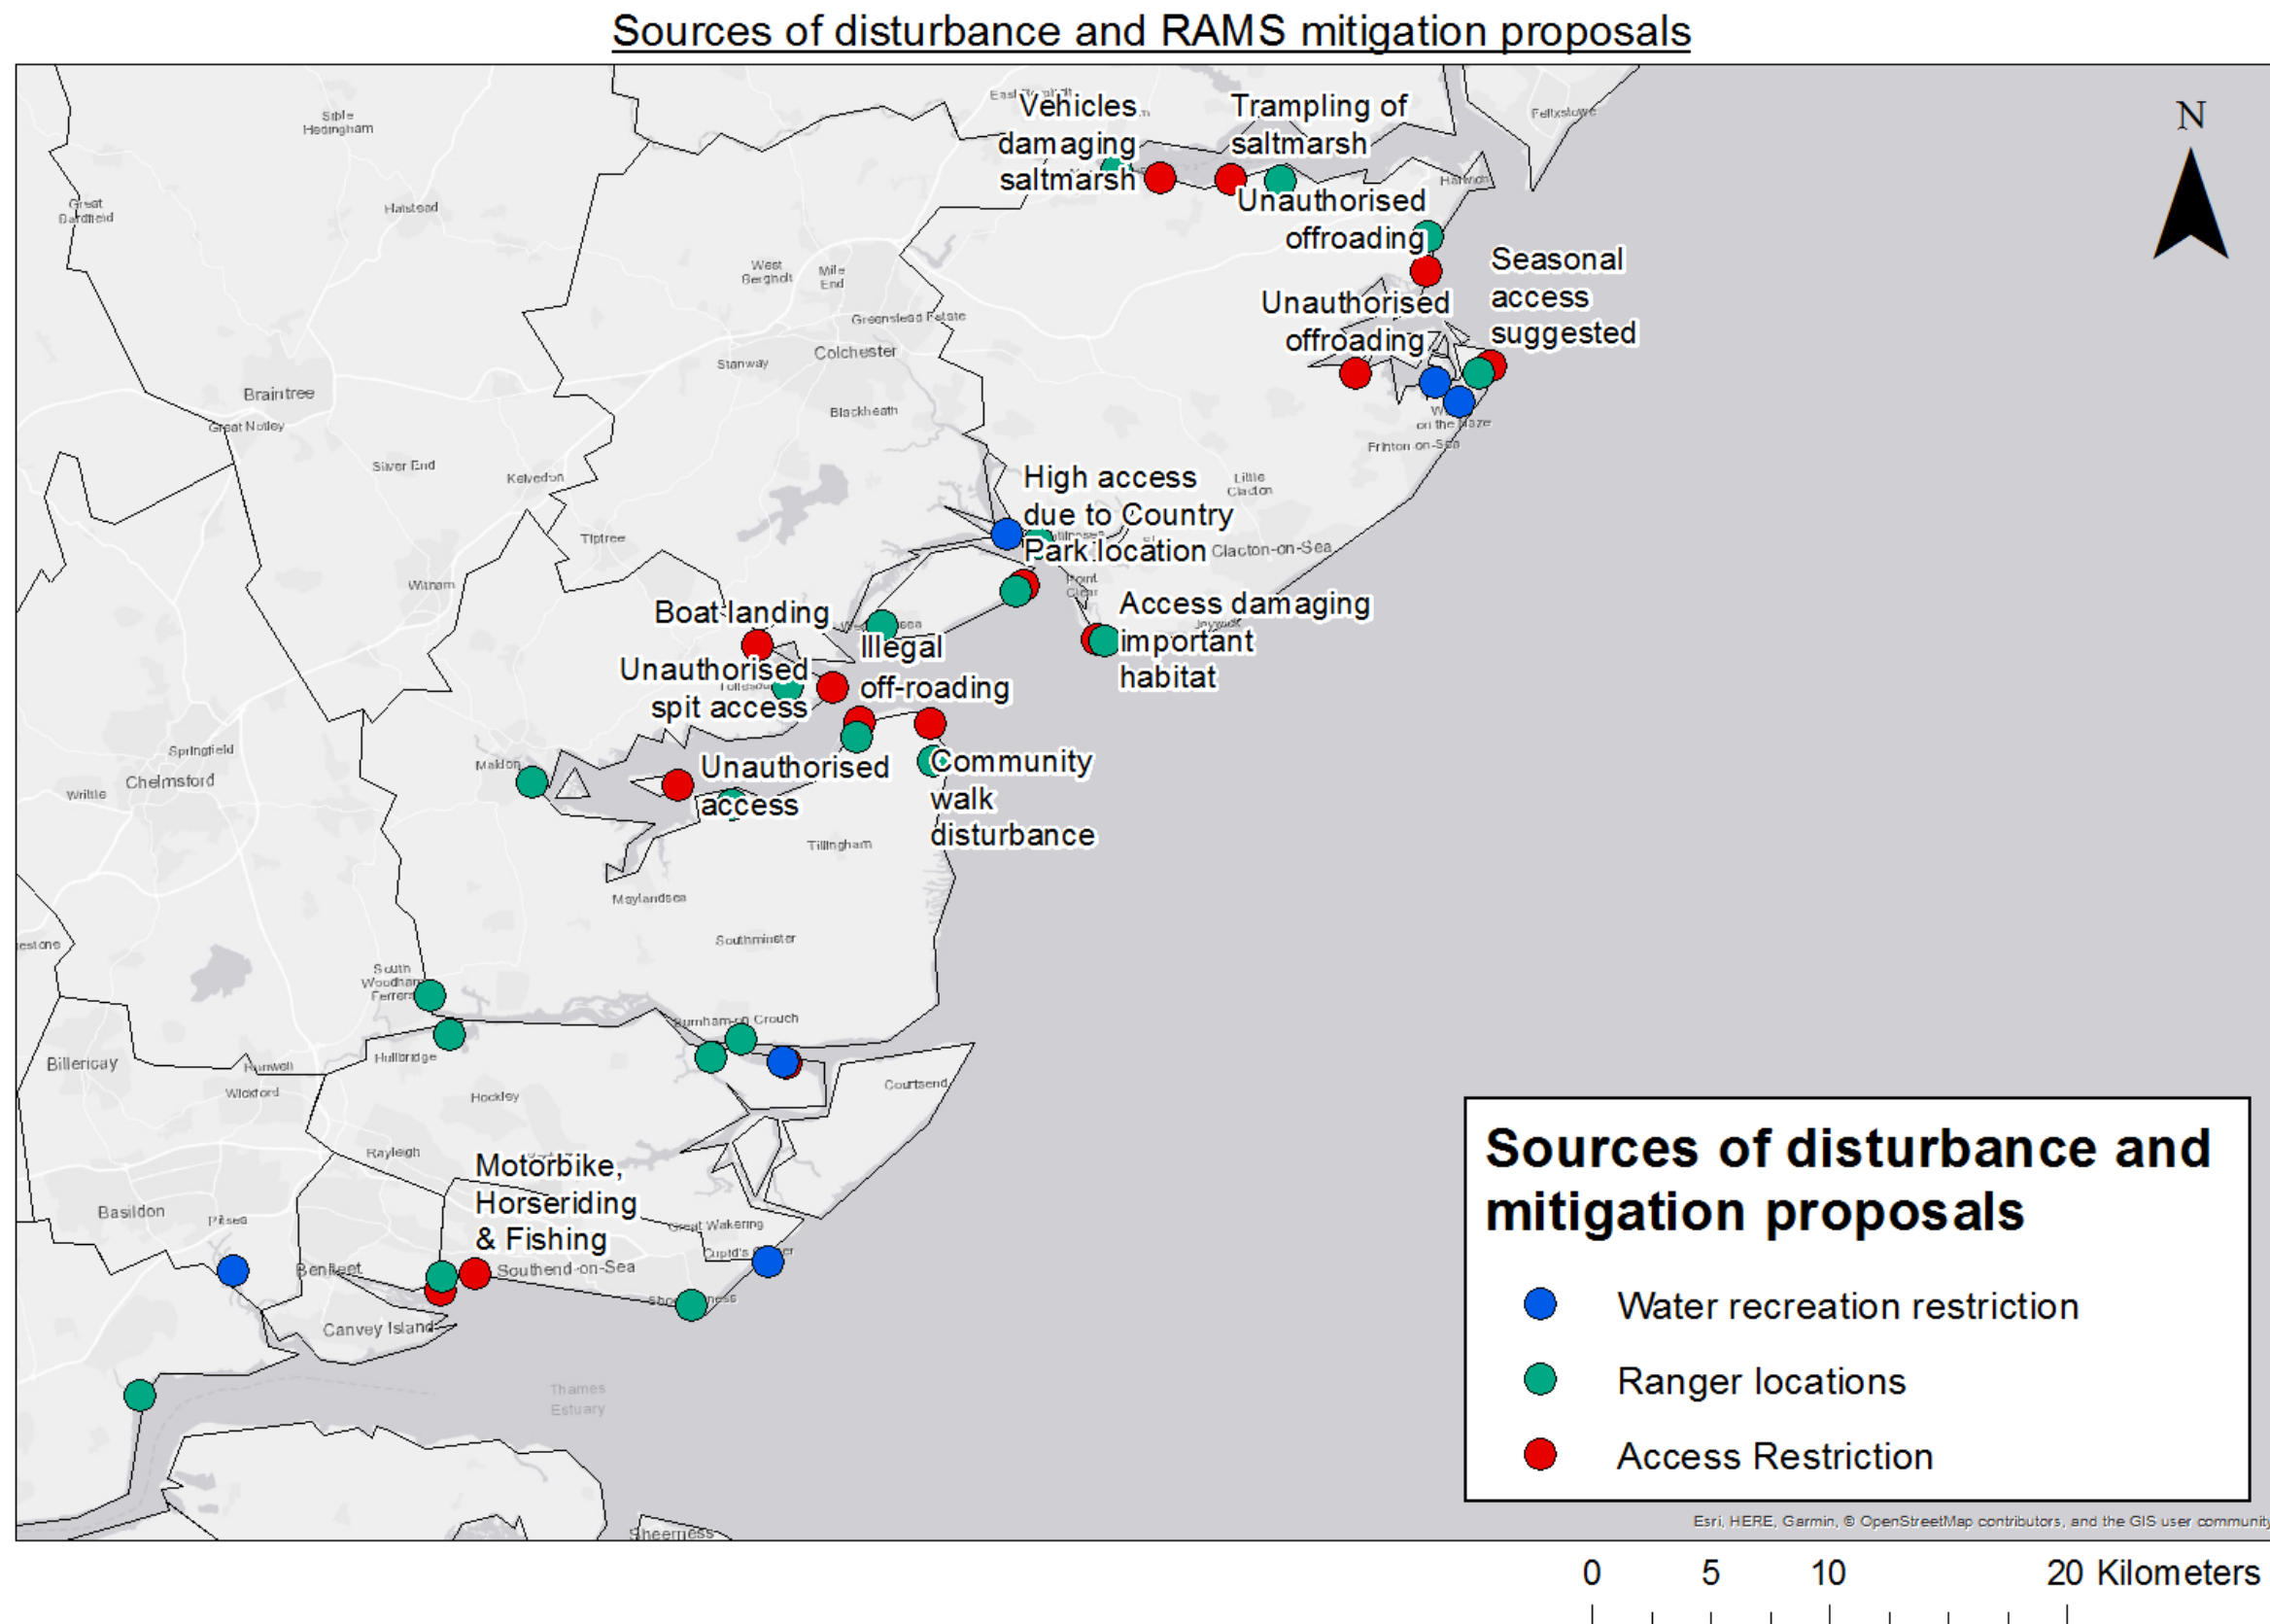 Sources of disturbance and RAMS mitigation proposals
Vehicles
damaging
saltmarsh
Trampling of
saltmarsh
Felixstowe
N
Sible
Hedingham
Harwich
Great
Bardfield
Halstead
Unauthorised
offroading
Seasonal
access
suggested
West
Bergholt
Mile
End
Unauthorised
offroading
Greenstead Estate
Colchester
Stanway
Braintree
Blackheath
on the Naze
Great Notley
Frinton-on-Sea
Silver End
Kelvedon
High access
due to Country
Park location
Little
Clacton
Tiptree
Clacton-on-Sea
Witham
Point
Clear
Boat landing
Access damaging
important
habitat
Jaywick
Illegal
off-roading
Unauthorised
spit access
Springfield
Chelmsford
Writtle
Maldon
Unauthorised
access
Community
walk
disturbance
Tillingham
Maylandsea
Southminster
South
Woodham
Ferrers
Burnham-on Crouch
Billericay
Runwell
Hullbridge
Wickford
Hockley
Courtsend
Rayleigh
Motorbike,
Horseriding
& Fishing
Basildon
Pitsea
Great Wakering
Benfleet
Southend-on-Sea
Canvey Island
Thames
Estuary
Sheerness
Sources of disturbance and
mitigation proposals
Water recreation restriction
Ranger locations
Access Restriction
Esri, HERE, Garmin, © OpenStreetMap contributors, and the GIS user community
0 5 10 20 Kilometers